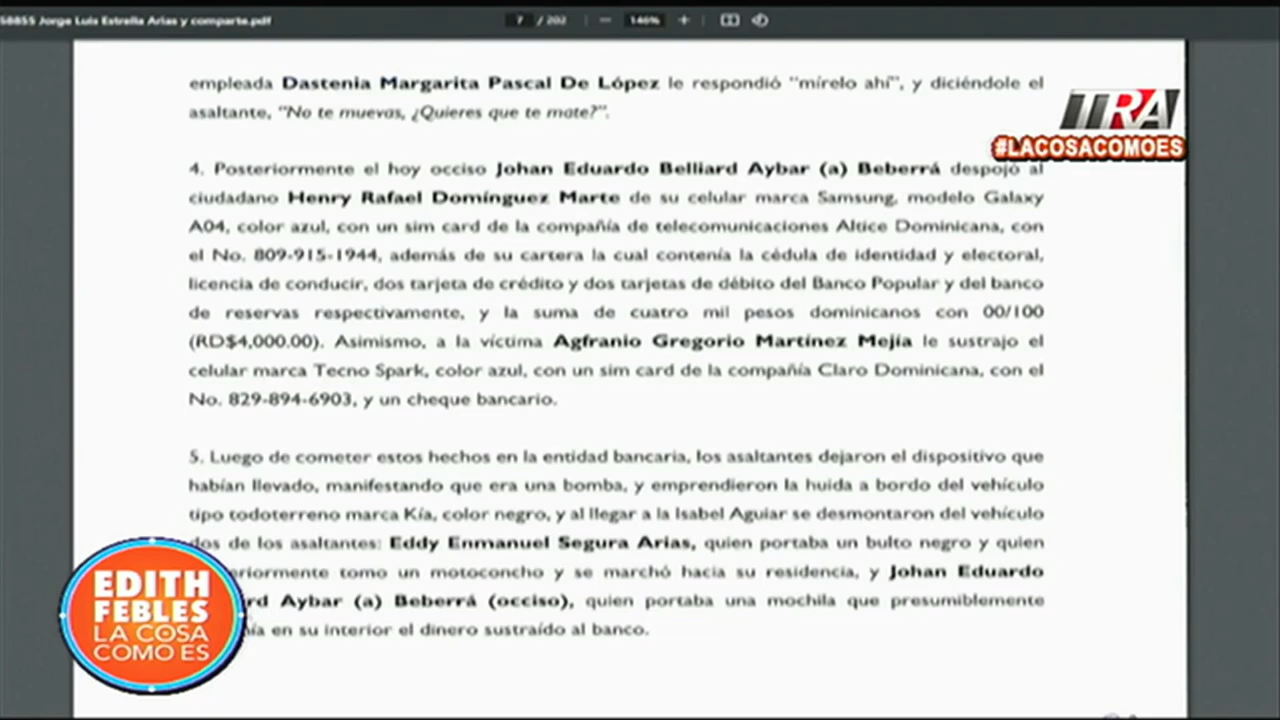 58855 Jorge Luis Estrella Arias y comparte.pdf
7 / 202
146%
empleada Dastenia Margarita Pascal De López le respondió "mírelo ahí", y diciéndole el
asaltante, "No te muevas, ¿Quieres que te mate?".
TRA
#LACOSACOMOES
4. Posteriormente el hoy occiso Johan Eduardo Belliard Aybar (a) Beberrá despojó al
ciudadano Henry Rafael Domínguez Marte de su celular marca Samsung, modelo Galaxy
A04, color azul, con un sim card de la compañía de telecomunicaciones Altice Dominicana, con
el No. 809-915-1944, además de su cartera la cual contenía la cédula de identidad y electoral,
licencia de conducir, dos tarjeta de crédito y dos tarjetas de débito del Banco Popular y del banco
de reservas respectivamente, y la suma de cuatro mil pesos dominicanos con 00/100
(RD$4,000.00). Asimismo, a la víctima Agfranio Gregorio Martínez Mejía le sustrajo el
celular marca Tecno Spark, color azul, con un sim card de la compañía Claro Dominicana, con el
No. 829-894-6903, y un cheque bancario.
5. Luego de cometer estos hechos en la entidad bancaria, los asaltantes dejaron el dispositivo que
habían llevado, manifestando que era una bomba, y emprendieron la huida a bordo del vehículo
tipo todoterreno marca Kía, color negro, y al llegar a la Isabel Aguiar se desmontaron del vehículo
dos de los asaltantes: Eddy Enmanuel Segura Arias, quien portaba un bulto negro y quien
eriormente tomo un motoconcho y se marchó hacia su residencia, y Johan Eduardo
rd Aybar (a) Beberrá (occiso), quien portaba una mochila que presumiblemente
ía en su interior el dinero sustraído al banco.
EDITH
FEBLES
LA COSA
COMO ES